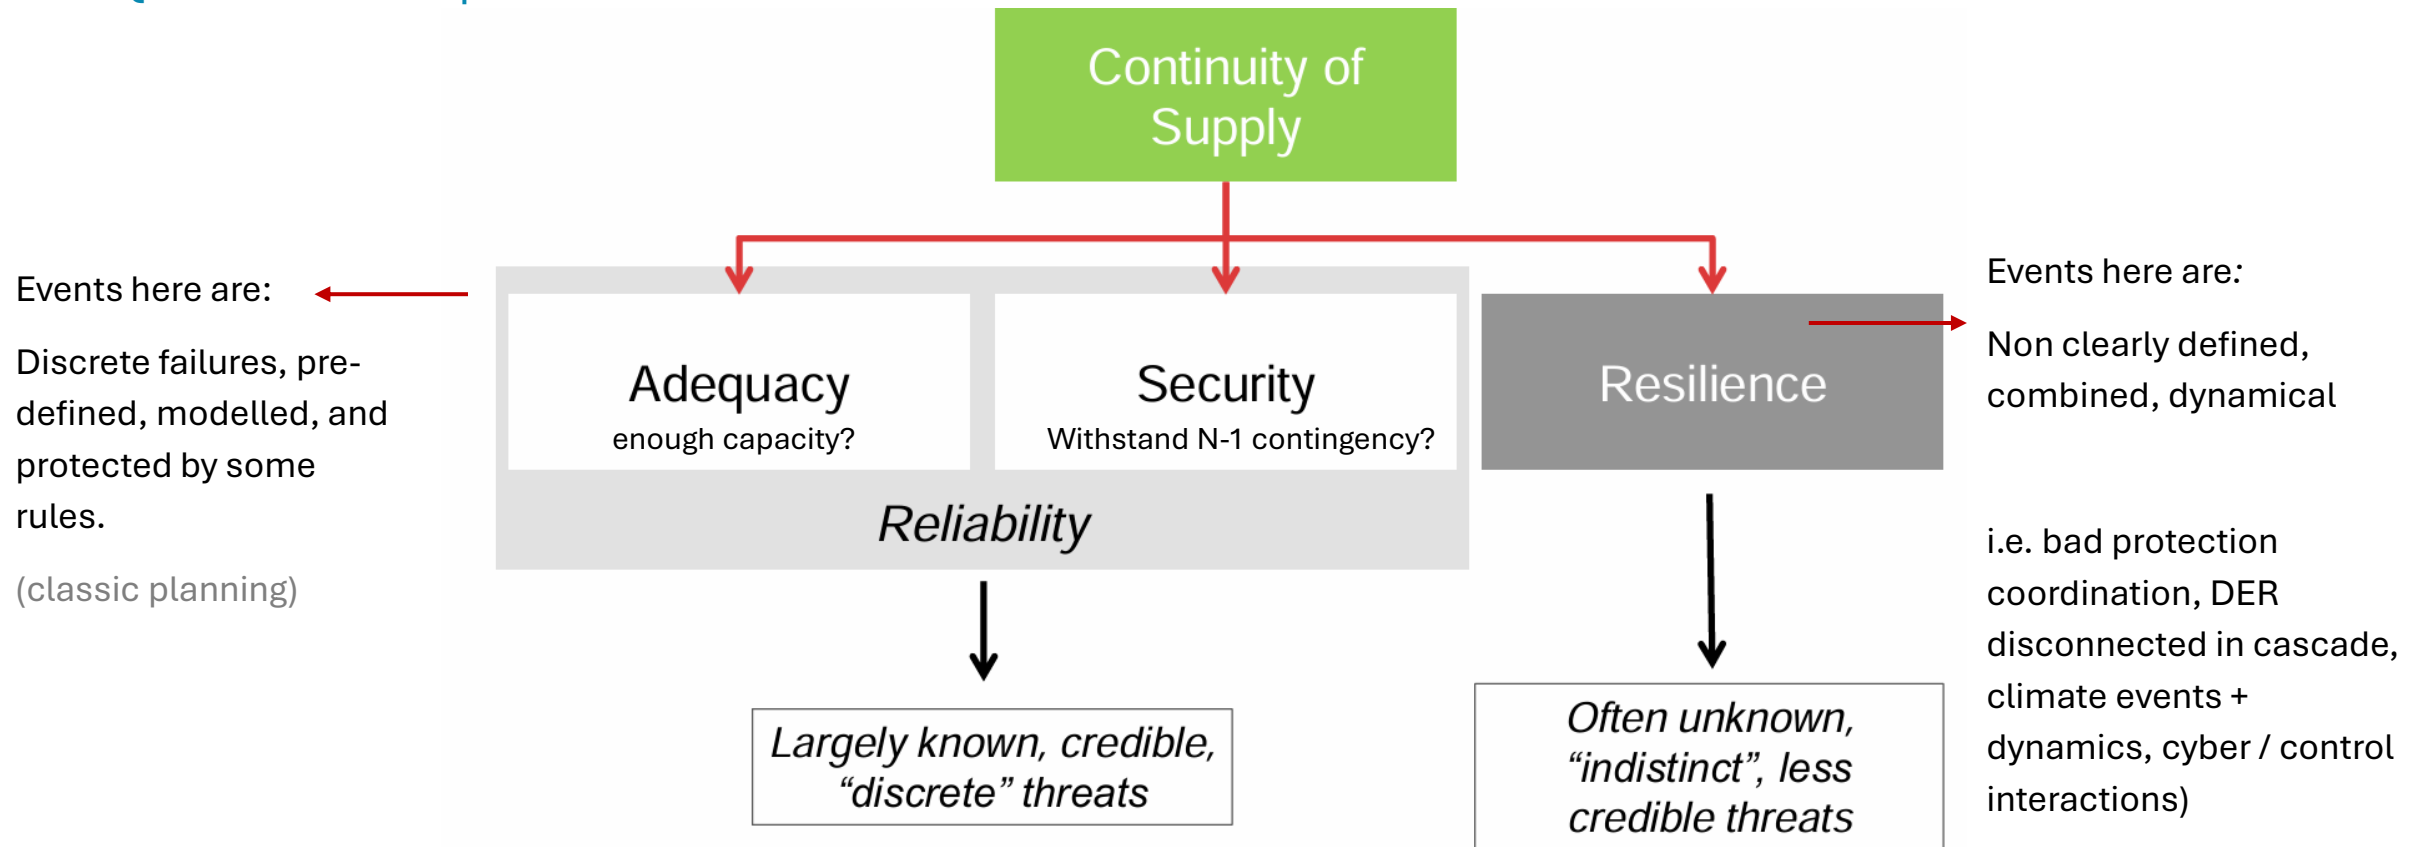 Continuity of
Supply
Events here are:
Discrete failures, pre-
defined, modelled, and
protected by some
rules.
(classic planning)
Adequacy
enough capacity?
Security
Withstand N-1 contingency?
Reliability
Resilience
Events here are:
Non clearly defined,
combined, dynamical
i.e. bad protection
coordination, DER
disconnected in cascade,
climate events +
dynamics, cyber / control
interactions)
Largely known, credible,
“discrete” threats
Often unknown,
“indistinct”, less
credible threats